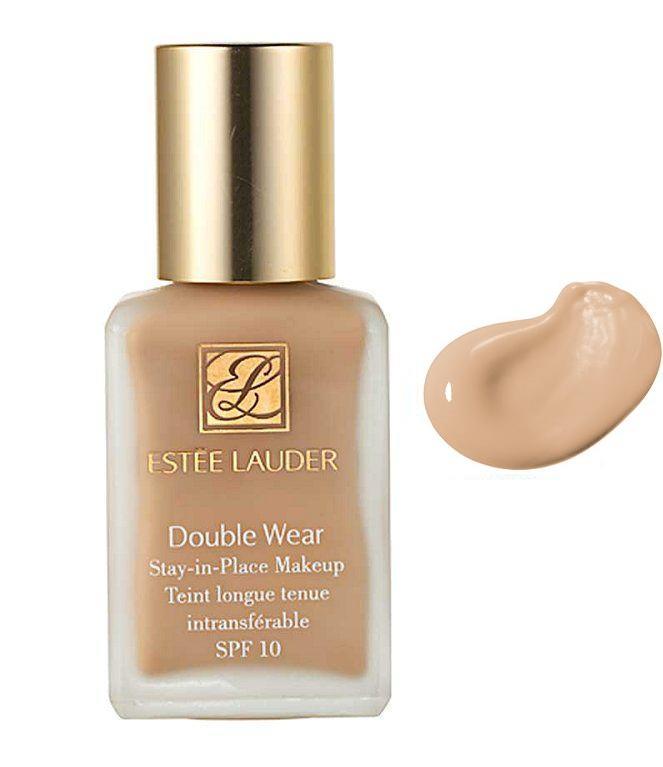 EL
ESTĒE LAUDER
Double Wear
Stay-in-Place Makeup
Teint longue tenue
intransférable
SPF 10